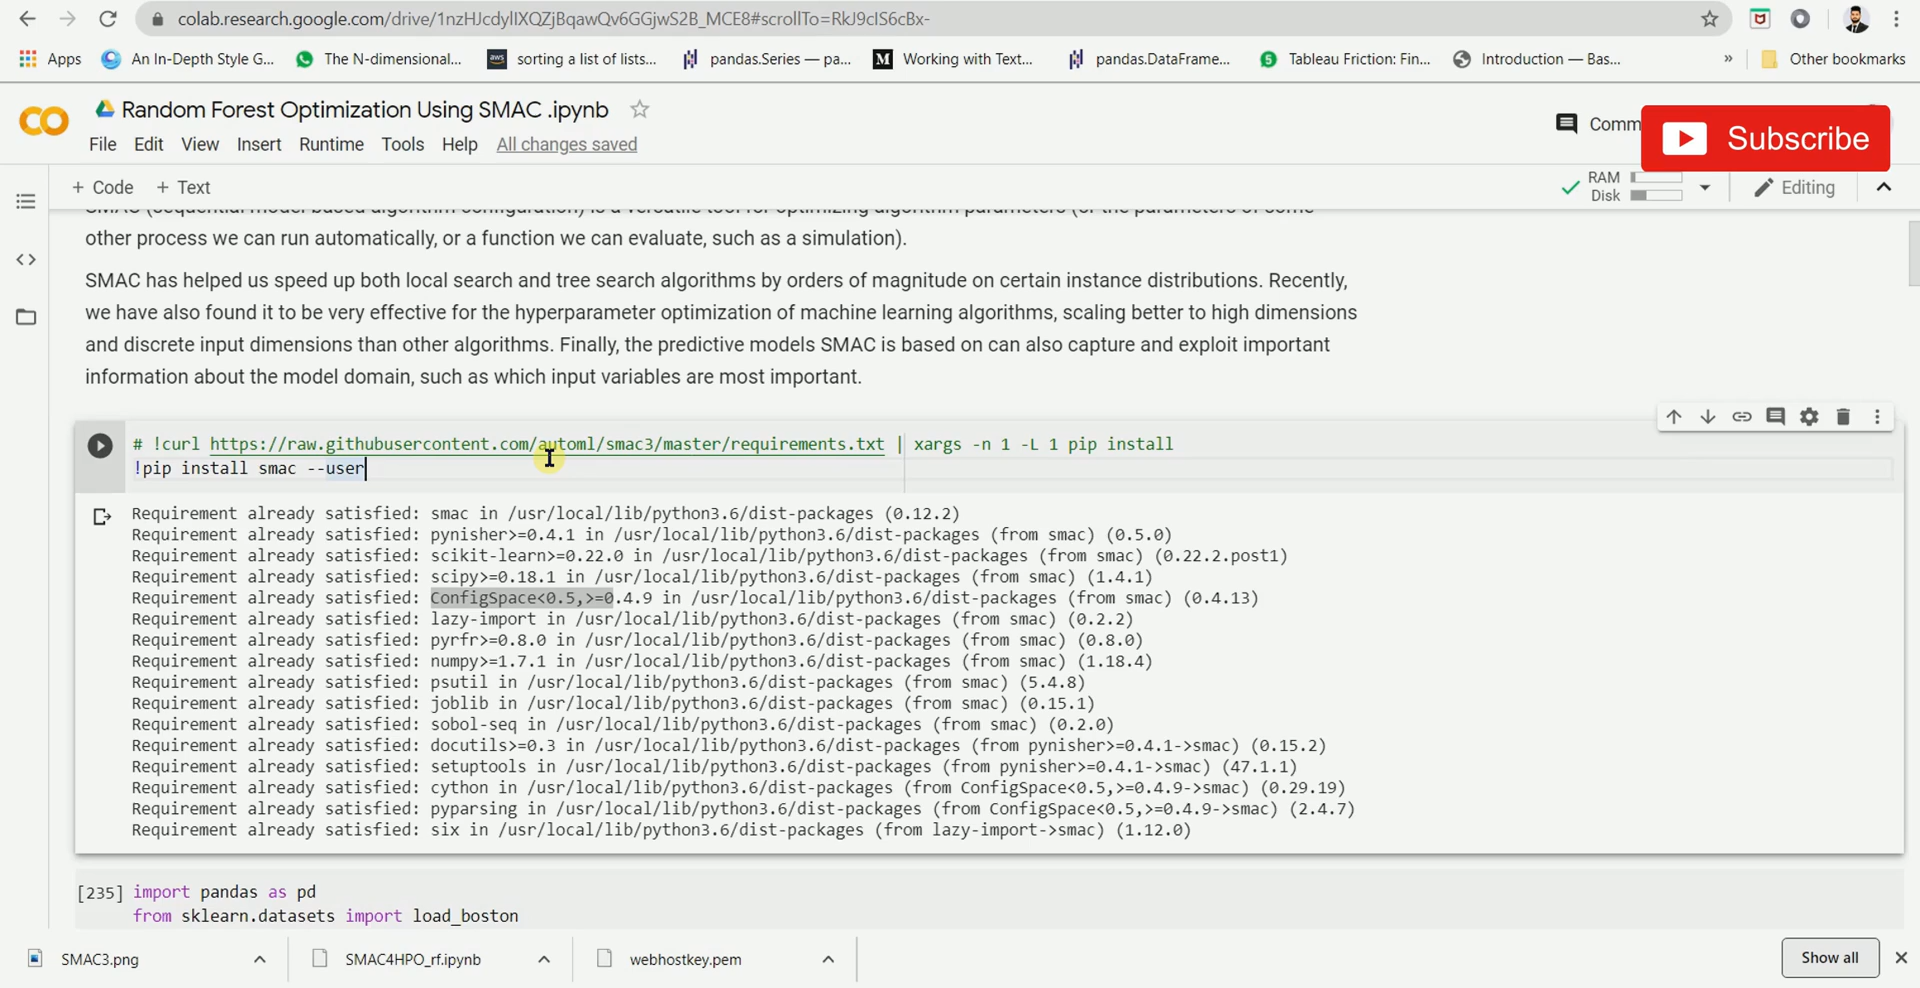 colab.research.google.com/drive/1nzHJcdylIXQZjBqawQv6GGjwS2B_MCE8#scrollTo=RkJ9cIS6cBx-
Apps An In-Depth Style G... The N-dimensional... aws sorting a list of lists... pandas.Series — pa... M Working with Text... pandas.DataFrame... 5 Tableau Friction: Fin... Introduction — Bas... » Other bookmarks
CO Random Forest Optimization Using SMAC .ipynb
Comm
Subscribe
File Edit View Insert Runtime Tools Help All changes saved
+ Code + Text
RAM
Disk
Editing
SMAC (sequential model based algorithm configuration) is a versatile tool for optimizing algorithm parameters (or the parameters of some
other process we can run automatically, or a function we can evaluate, such as a simulation).
SMAC has helped us speed up both local search and tree search algorithms by orders of magnitude on certain instance distributions. Recently,
we have also found it to be very effective for the hyperparameter optimization of machine learning algorithms, scaling better to high dimensions
and discrete input dimensions than other algorithms. Finally, the predictive models SMAC is based on can also capture and exploit important
information about the model domain, such as which input variables are most important.
# !curl https://raw.githubusercontent.com/automl/smac3/master/requirements.txt | xargs -n 1 -L 1 pip install
!pip install smac --user
Requirement already satisfied: smac in /usr/local/lib/python3.6/dist-packages (0.12.2)
Requirement already satisfied: pynisher>=0.4.1 in /usr/local/lib/python3.6/dist-packages (from smac) (0.5.0)
Requirement already satisfied: scikit-learn>=0.22.0 in /usr/local/lib/python3.6/dist-packages (from smac) (0.22.2.post1)
Requirement already satisfied: scipy>=0.18.1 in /usr/local/lib/python3.6/dist-packages (from smac) (1.4.1)
Requirement already satisfied: ConfigSpace<0.5,>=0.4.9 in /usr/local/lib/python3.6/dist-packages (from smac) (0.4.13)
Requirement already satisfied: lazy-import in /usr/local/lib/python3.6/dist-packages (from smac) (0.2.2)
Requirement already satisfied: pyrfr>=0.8.0 in /usr/local/lib/python3.6/dist-packages (from smac) (0.8.0)
Requirement already satisfied: numpy>=1.7.1 in /usr/local/lib/python3.6/dist-packages (from smac) (1.18.4)
Requirement already satisfied: psutil in /usr/local/lib/python3.6/dist-packages (from smac) (5.4.8)
Requirement already satisfied: joblib in /usr/local/lib/python3.6/dist-packages (from smac) (0.15.1)
Requirement already satisfied: sobol-seq in /usr/local/lib/python3.6/dist-packages (from smac) (0.2.0)
Requirement already satisfied: docutils>=0.3 in /usr/local/lib/python3.6/dist-packages (from pynisher>=0.4.1->smac) (0.15.2)
Requirement already satisfied: setuptools in /usr/local/lib/python3.6/dist-packages (from pynisher>=0.4.1->smac) (47.1.1)
Requirement already satisfied: cython in /usr/local/lib/python3.6/dist-packages (from ConfigSpace<0.5,>=0.4.9->smac) (0.29.19)
Requirement already satisfied: pyparsing in /usr/local/lib/python3.6/dist-packages (from ConfigSpace<0.5,>=0.4.9->smac) (2.4.7)
Requirement already satisfied: six in /usr/local/lib/python3.6/dist-packages (from lazy-import->smac) (1.12.0)
[235] import pandas as pd
from sklearn.datasets import load_boston
SMAC3.png SMAC4HPO_rf.ipynb webhostkey.pem Show all